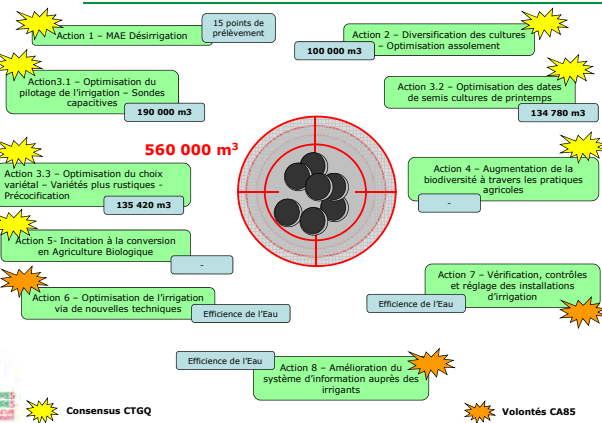 Action 1 – MAE Désirrigation
15 points de
prélèvement
Action 2 – Diversification des cultures
– Optimisation assolement
100 000 m3
Action3.1 – Optimisation du
pilotage de l'irrigation – Sondes
capacitives
190 000 m3
Action 3.2 – Optimisation des dates
de semis cultures de printemps
134 780 m3
560 000 m³
Action 3.3 – Optimisation du choix
variétal – Variétés plus rustiques -
Précocification
135 420 m3
Action 4 – Augmentation de la
biodiversité à travers les pratiques
agricoles
-
Action 5- Incitation à la conversion
en Agriculture Biologique
-
Action 6 – Optimisation de l'irrigation
via de nouvelles techniques
Efficience de l'Eau
Action 7 – Vérification, contrôles
et réglage des installations
d'irrigation
Efficience de l'Eau
Efficience de l'Eau
Action 8 – Amélioration du
système d'information auprès des
irrigants
Consensus CTGQ
Volontés CA85